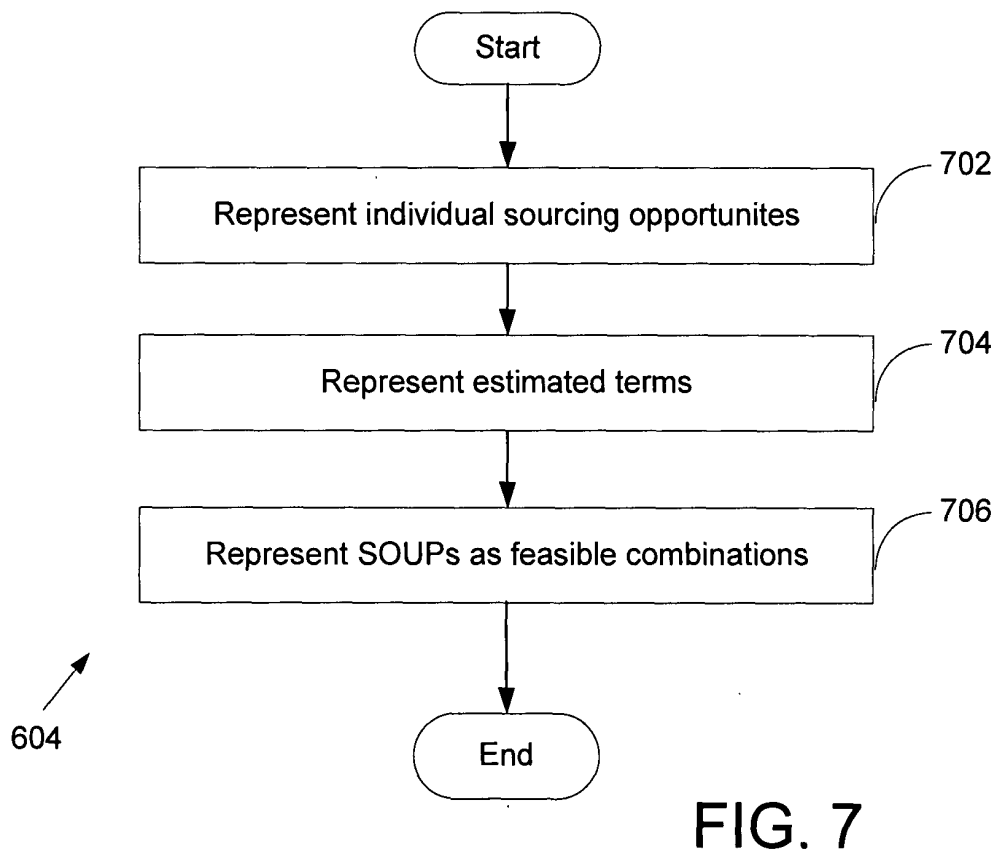 Start
702
Represent individual sourcing opportunites
704
Represent estimated terms
706
Represent SOUPs as feasible combinations
604
End
FIG. 7